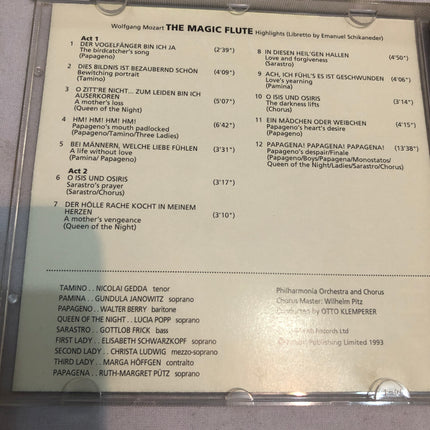 Wolfgang Mozart THE MAGIC FLUTE Highlights (Libretto by Emanuel Schikaneder)
Act 1
1 DER VOGELFÄNGER BIN ICH JA (2'39")
The birdcatcher's song
(Papageno)
2 DIES BILDNIS IST BEZAUBERND SCHÖN (4'09")
Bewitching portrait
(Tamino)
3 O ZITT'RE NICHT... ZUM LEIDEN BIN ICH
AUSERKOREN (5'07")
A mother's loss
(Queen of the Night)
4 HM! HM! HM! HM! (6'42")
Papageno's mouth padlocked
(Papageno/Tamino/Three Ladies)
5 BEI MÄNNERN, WELCHE LIEBE FÜHLEN (3'31")
A life without love
(Pamina/ Papageno)
Act 2
6 O ISIS UND OSIRIS (3'17")
Sarastro's prayer
(Sarastro/Chorus)
7 DER HÖLLE RACHE KOCHT IN MEINEM
HERZEN (3'10")
A mother's vengeance
(Queen of the Night)
8 IN DIESEN HEIL'GEN HALLEN (4'50")
Love and forgiveness
(Sarastro)
9 ACH, ICH FÜHL'S ES IST GESCHWUNDEN (4'06")
Love's yearning
(Pamina)
10 O ISIS UND OSIRIS (3'14")
The darkness lifts
(Chorus)
11 EIN MÄDCHEN ODER WEIBCHEN (4'15")
Papageno's heart's desire
(Papageno)
12 PAPAGENA! PAPAGENA! PAPAGENA! (13'38")
Papageno's despair/Finale
(Papageno/Boys/Papagena/Monostatos/
Queen of the Night/Ladies/Sarastro/Chorus)
TAMINO . . NICOLAI GEDDA tenor
PAMINA . . GUNDULA JANOWITZ soprano
PAPAGENO . . WALTER BERRY baritone
QUEEN OF THE NIGHT . . LUCIA POPP soprano
SARASTRO . . GOTTLOB FRICK bass
FIRST LADY . . ELISABETH SCHWARZKOPF soprano
SECOND LADY . . CHRISTA LUDWIG mezzo-soprano
THIRD LADY . . MARGA HÖFFGEN contralto
PAPAGENA . . RUTH-MARGRET PÜTZ soprano
Philharmonia Orchestra and Chorus
Chorus Master: Wilhelm Pitz
Conducted by OTTO KLEMPERER
Records Ltd
Publishing Limited 1993